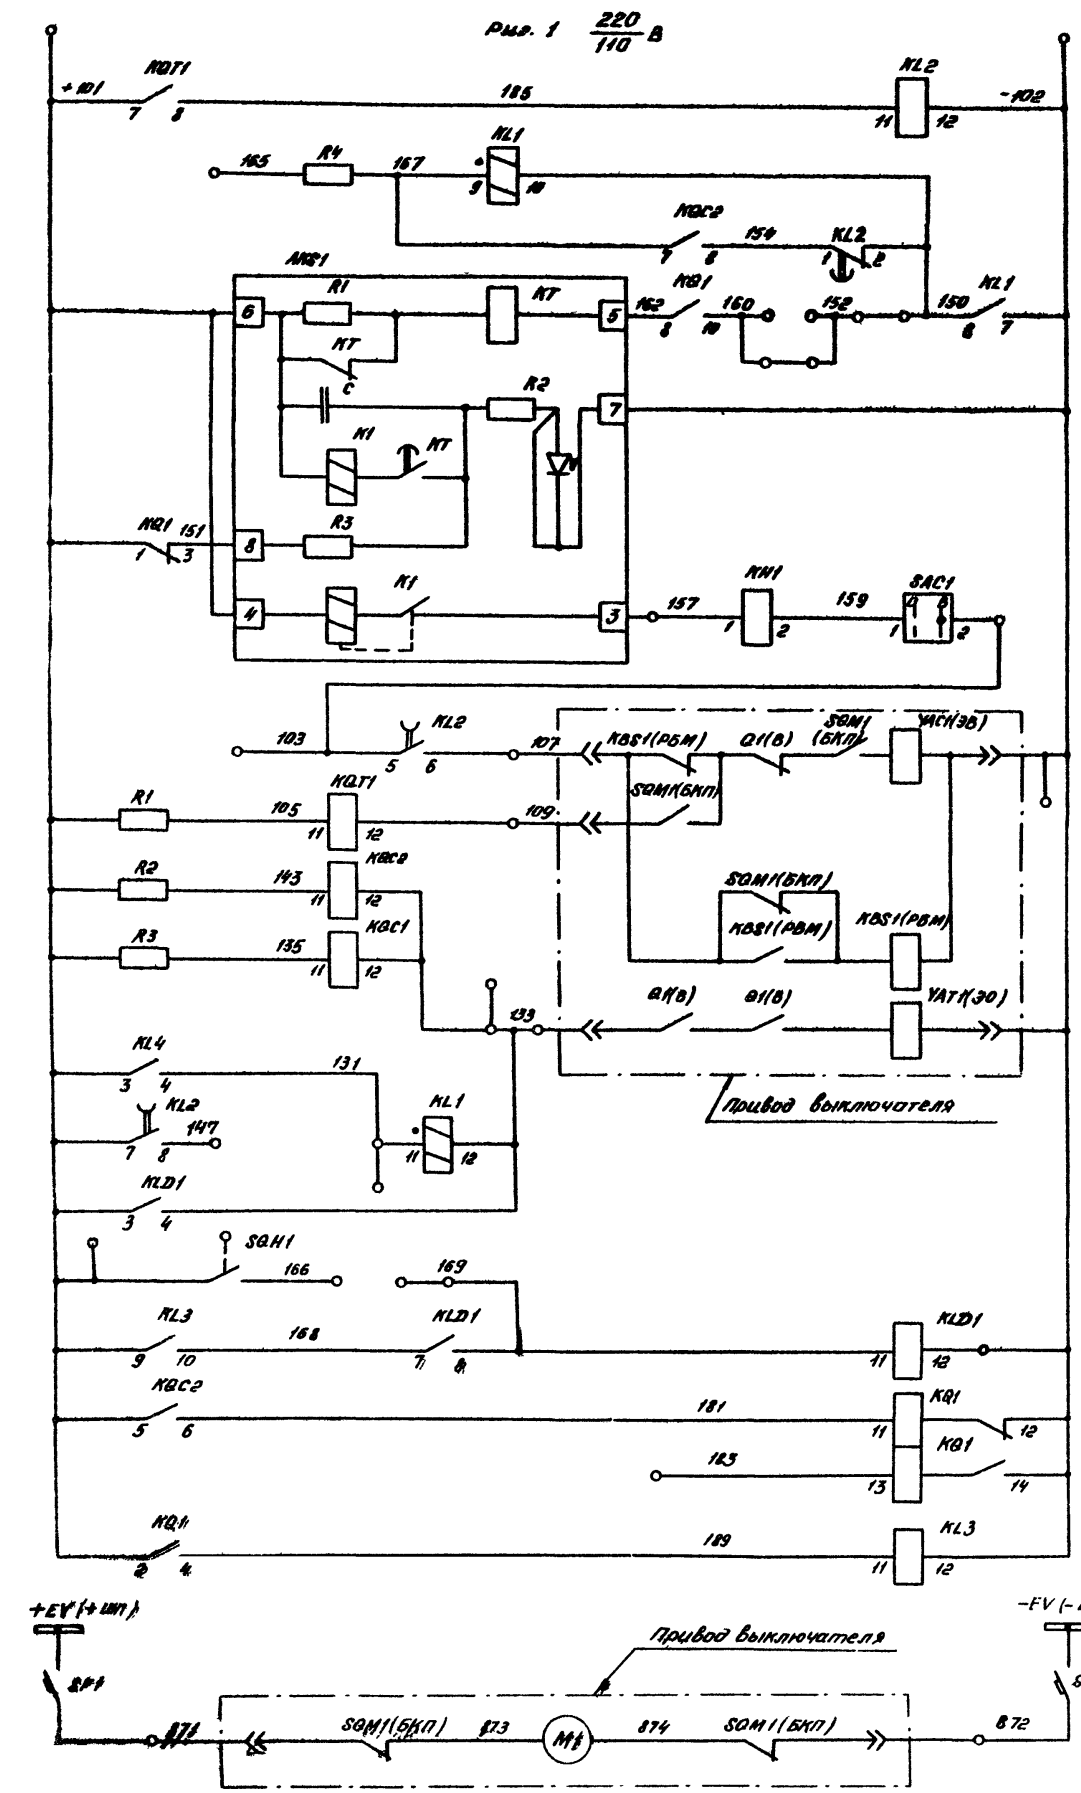 Рис. 1 220/110 В
+101 KQT1 185 KL2 -102
7 8 11 12
165 R4 167 KL1
9 10
KQC2 154 KL2
7 8 1 2
AKS1
6 R1 KT 5 162 KQ1 160 152 150 KL1
8 10 8 7
KT
C
R2 7
K1 KT
KQ1 151 8 R3
1 3
4 K1 3 157 KH1 159 SAC1
1 2 1 2
103 KL2 107 KBS1(РБМ) Q1(В) SQM1 (БКП) YAC1(ЭВ)
5 6
R1 105 KQT1 109 SQM1(БКП)
11 12
R2 143
11 12
SQM1(БКП)
R3 135 KQC1 KBS1(РБМ) KBS1(РБМ)
11 12
133 Q1(В) Q1(В) YAT1(ЭО)
KL4 131
3 4
Привод выключателя
KL2 147 KL1
7 8 11 12
KLD1
3 4
SQH1 166 169
KL3 168 KLD1 KLD1
9 10 7 8 11 12
KQC2 181 KQ1
5 6 11 12
183 KQ1
13 14
KQ1 189 KL3
2 4 11 12
+EV (+ШП) -EV (-
Привод выключателя
SF1
871 SQM1(БКП) 873 M1 874 SQM1(БКП) 872